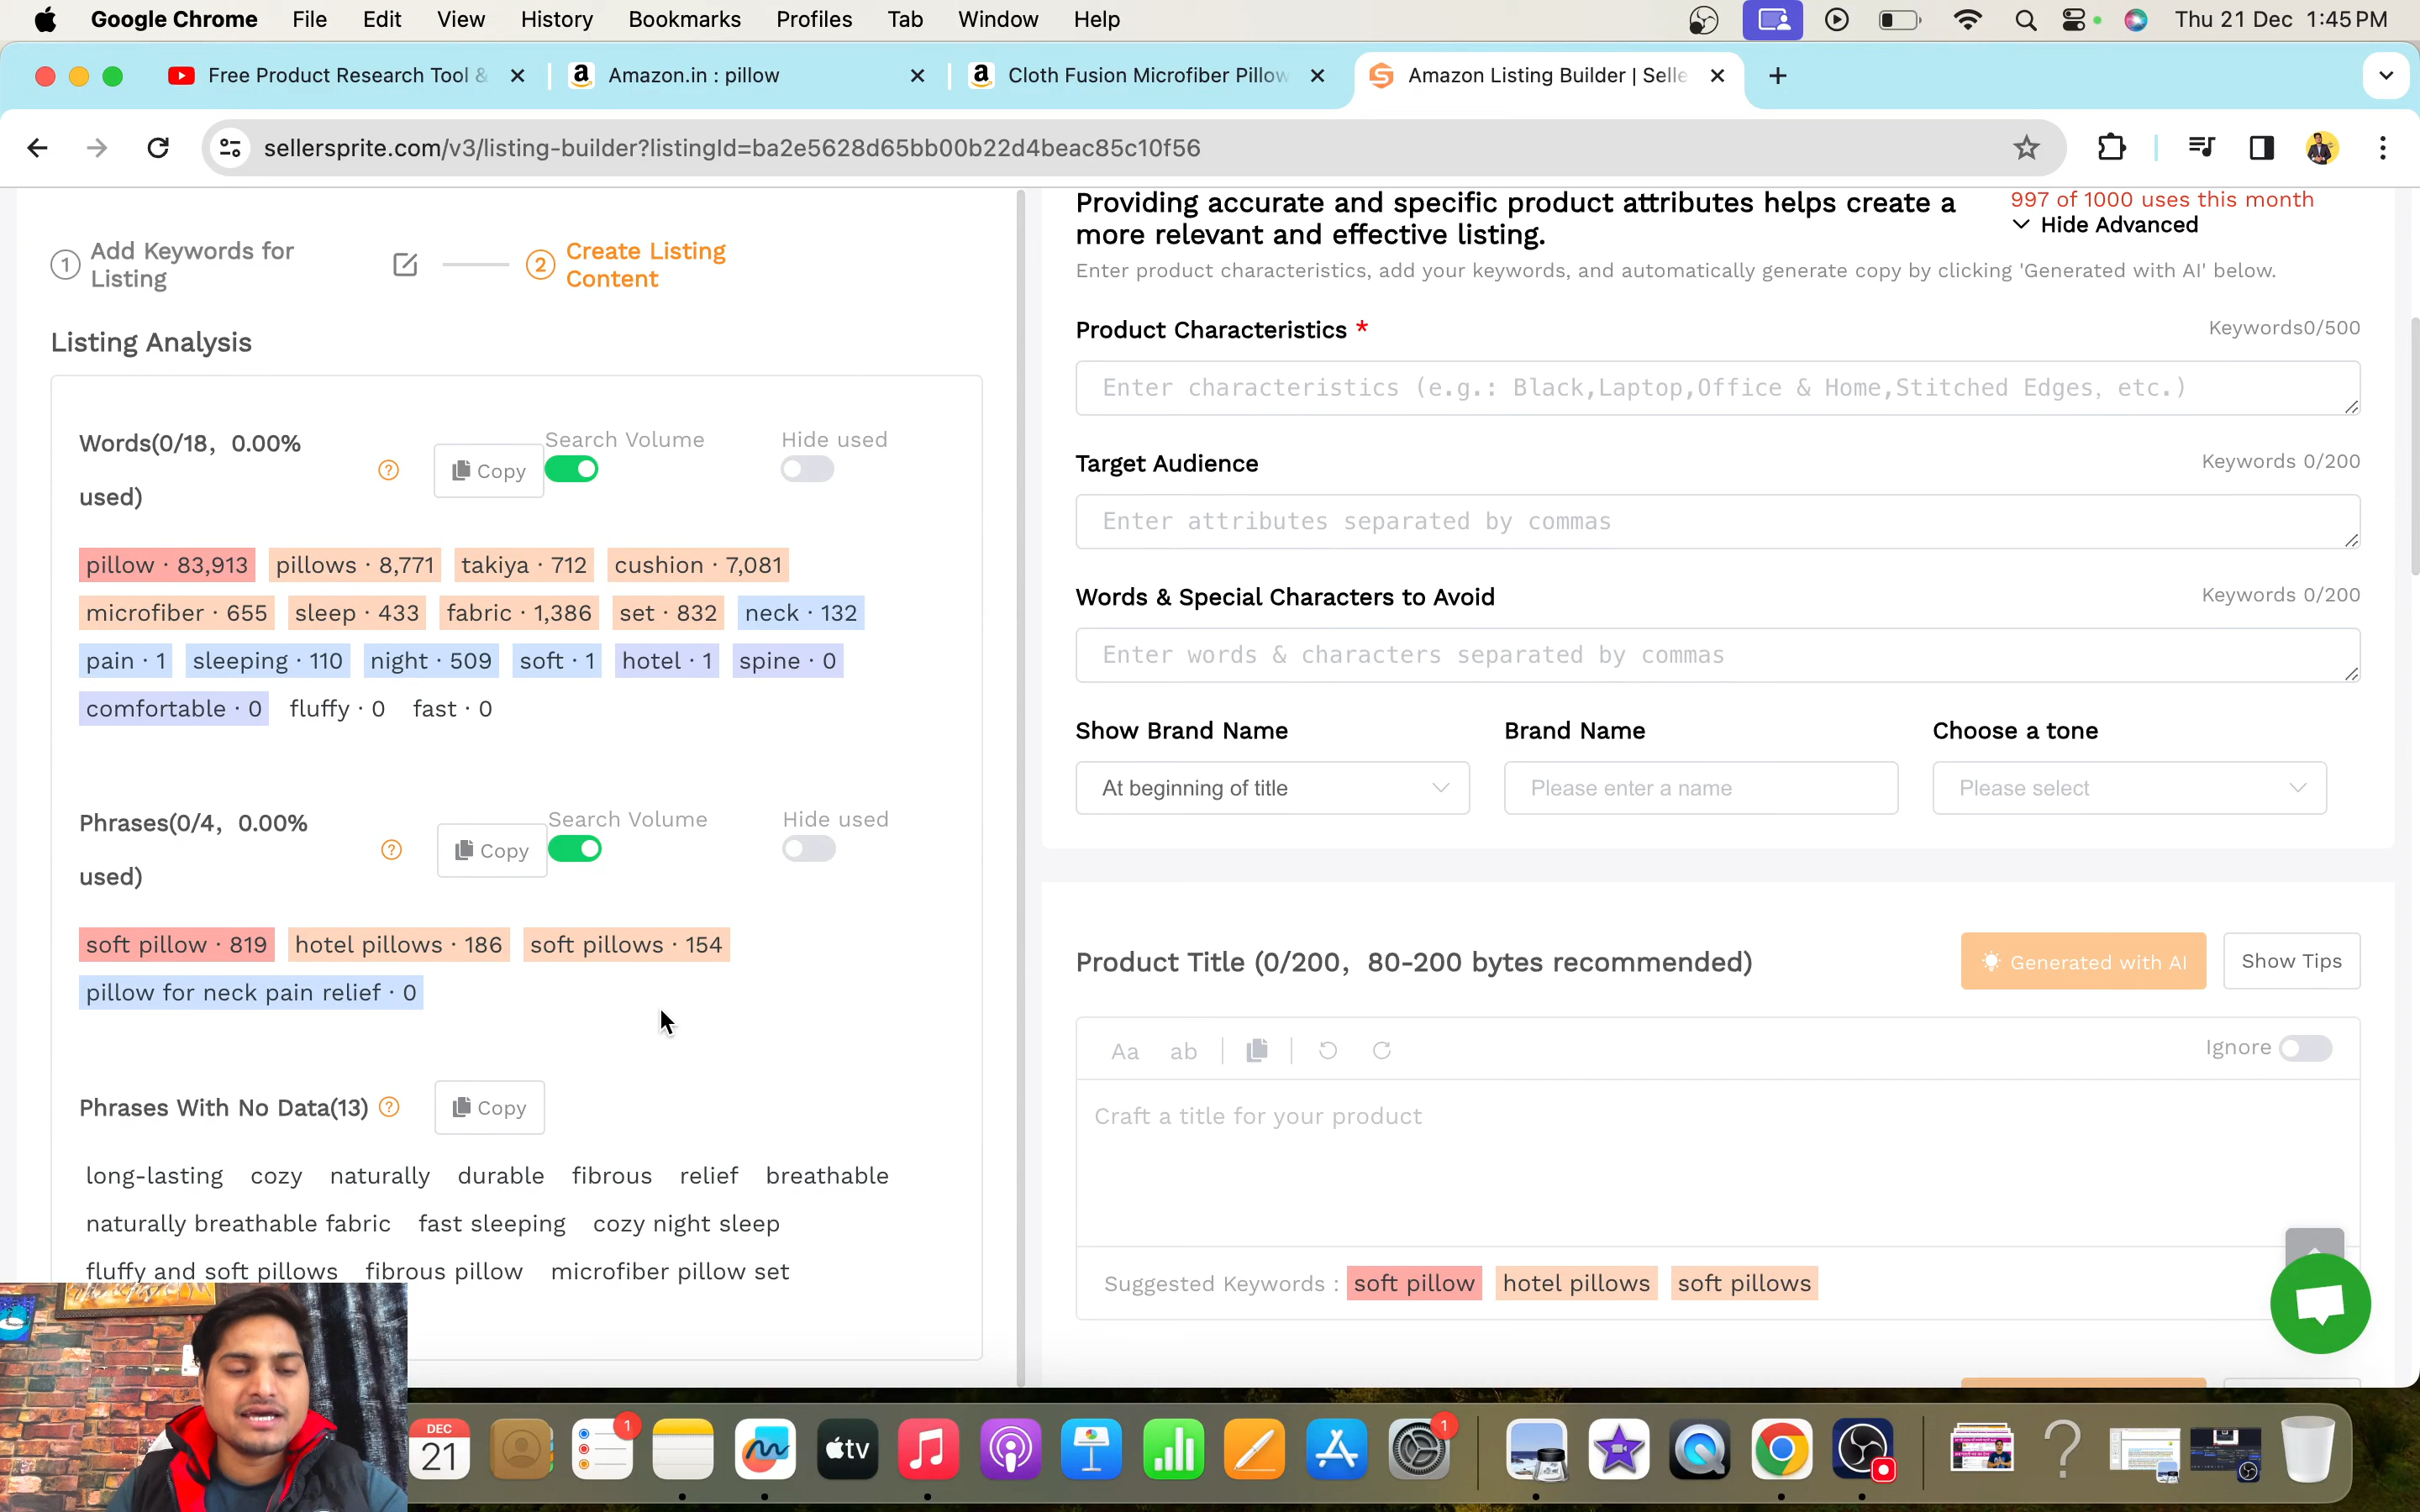 Google Chrome File Edit View History Bookmarks Profiles Tab Window Help Thu 21 Dec 1:45 PM
Free Product Research Tool & Amazon.in : pillow Cloth Fusion Microfiber Pillow Amazon Listing Builder | Selle
sellersprite.com/v3/listing-builder?listingId=ba2e5628d65bb00b22d4beac85c10f56
1 Add Keywords for
Listing
2 Create Listing
Content
Listing Analysis
Words(0/18, 0.00%
used)
? Copy
Search Volume
Hide used
pillow · 83,913 pillows · 8,771 takiya · 712 cushion · 7,081
microfiber · 655 sleep · 433 fabric · 1,386 set · 832 neck · 132
pain · 1 sleeping · 110 night · 509 soft · 1 hotel · 1 spine · 0
comfortable · 0 fluffy · 0 fast · 0
Phrases(0/4, 0.00%
used)
? Copy
Search Volume
Hide used
soft pillow · 819 hotel pillows · 186 soft pillows · 154
pillow for neck pain relief · 0
Phrases With No Data(13) ? Copy
long-lasting cozy naturally durable fibrous relief breathable
naturally breathable fabric fast sleeping cozy night sleep
fluffy and soft pillows fibrous pillow microfiber pillow set
Providing accurate and specific product attributes helps create a
more relevant and effective listing.
997 of 1000 uses this month
Hide Advanced
Enter product characteristics, add your keywords, and automatically generate copy by clicking 'Generated with AI' below.
Product Characteristics * Keywords0/500
Enter characteristics (e.g.: Black,Laptop,Office & Home,Stitched Edges, etc.)
Target Audience Keywords 0/200
Enter attributes separated by commas
Words & Special Characters to Avoid Keywords 0/200
Enter words & characters separated by commas
Show Brand Name Brand Name Choose a tone
At beginning of title Please enter a name Please select
Product Title (0/200, 80-200 bytes recommended) Generated with AI Show Tips
Aa ab Ignore
Craft a title for your product
Suggested Keywords : soft pillow hotel pillows soft pillows
DEC
21
1
tv
1
?